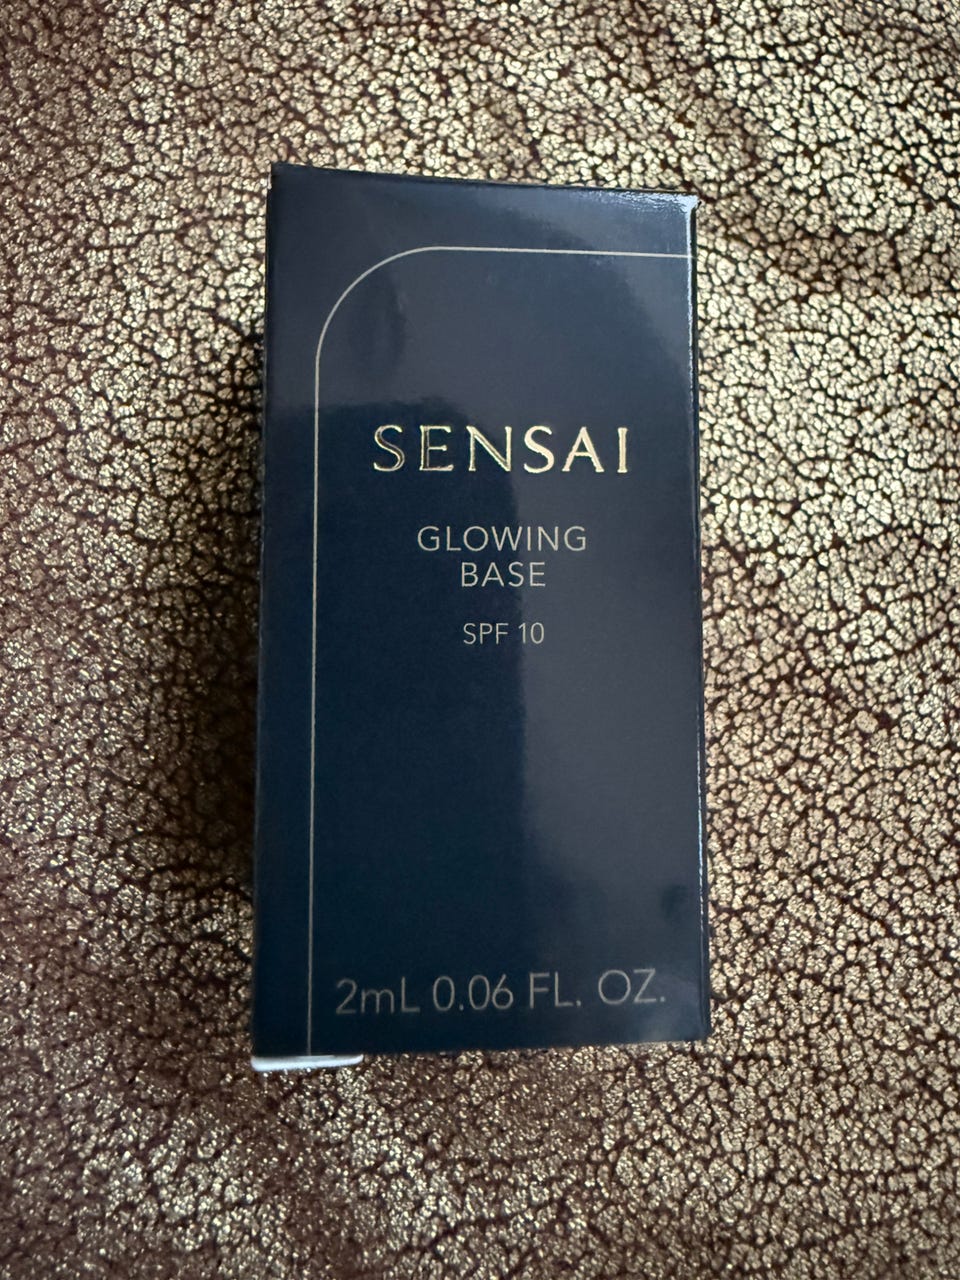 SENSAI
GLOWING
BASE
SPF 10
2mL 0.06 FL. OZ.